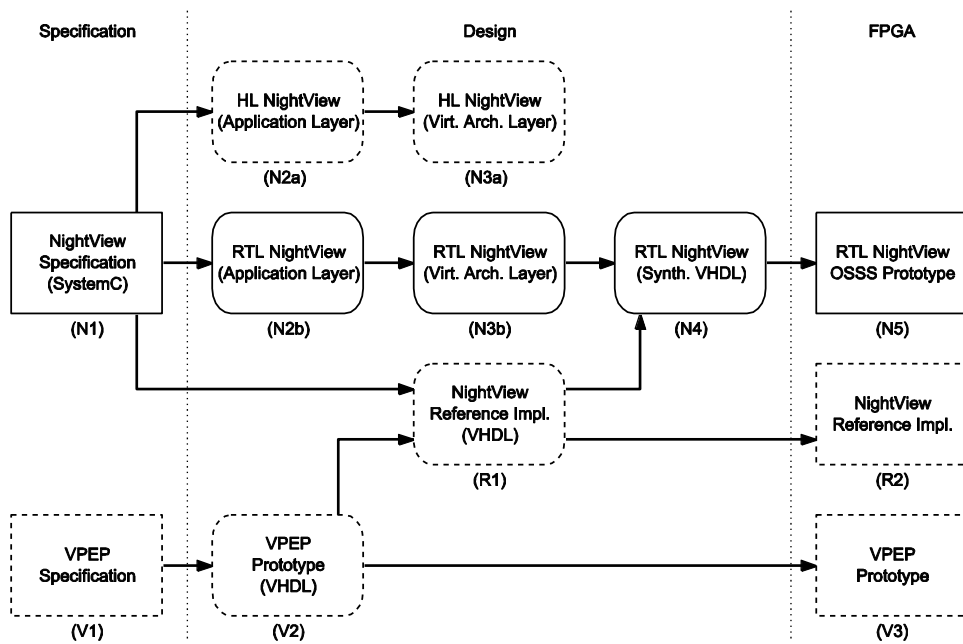 Specification
Design
FPGA
HL NightView
(Application Layer)
(N2a)
HL NightView
(Virt. Arch. Layer)
(N3a)
NightView
Specification
(SystemC)
(N1)
RTL NightView
(Application Layer)
(N2b)
RTL NightView
(Virt. Arch. Layer)
(N3b)
RTL NightView
(Synth. VHDL)
(N4)
RTL NightView
OSSS Prototype
(N5)
NightView
Reference Impl.
(VHDL)
(R1)
NightView
Reference Impl.
(R2)
VPEP
Specification
(V1)
VPEP
Prototype
(VHDL)
(V2)
VPEP
Prototype
(V3)